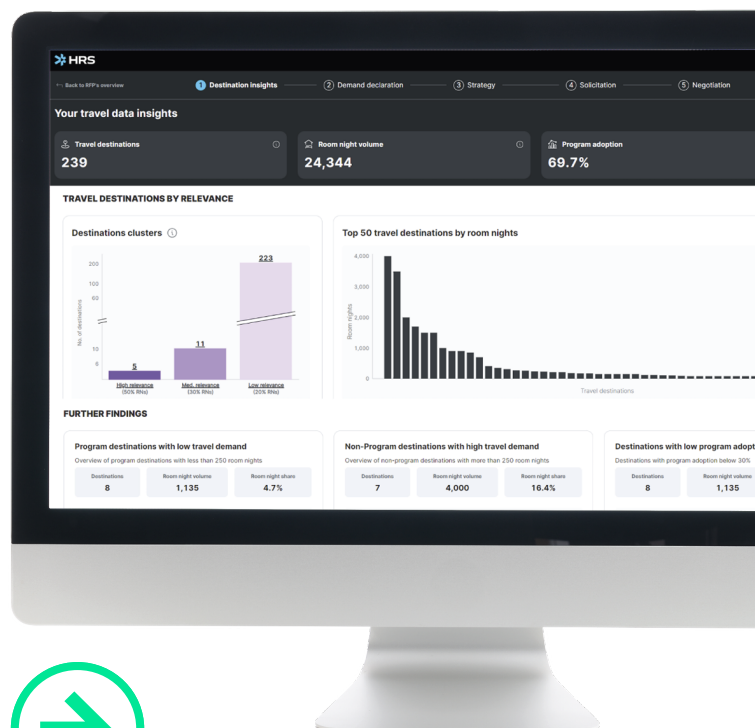 HRS
Back to RFP's overview
1 Destination insights
2 Demand declaration
3 Strategy
4 Solicitation
5 Negotiation
Your travel data insights
Travel destinations
239
Room night volume
24,344
Program adoption
69.7%
TRAVEL DESTINATIONS BY RELEVANCE
Destinations clusters
No. of destinations
200
100
60
10
6
5
11
223
High relevance
(50% RNs)
Med. relevance
(30% RNs)
Low relevance
(20% RNs)
Top 50 travel destinations by room nights
Room nights
4,000
3,000
2,000
1,000
0
Travel destinations
FURTHER FINDINGS
Program destinations with low travel demand
Overview of program destinations with less than 250 room nights
Destinations
8
Room night volume
1,135
Room night share
4.7%
Non-Program destinations with high travel demand
Overview of non-program destinations with more than 250 room nights
Destinations
7
Room night volume
4,000
Room night share
16.4%
Destinations with low program adopt
Destinations with program adoption below 30%
Destinations
8
Room night volume
1,135